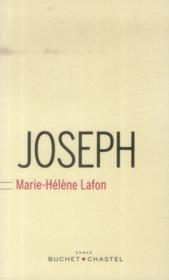 JOSEPH
Marie-Hélène Lafon
ROMAN
BUCHET • CHASTEL